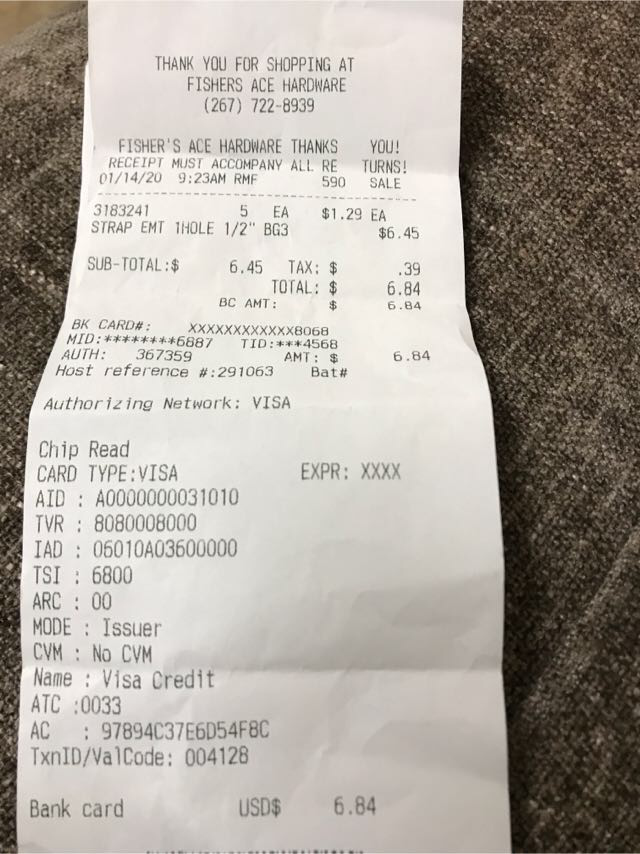 THANK YOU FOR SHOPPING AT
FISHERS ACE HARDWARE
(267) 722-8939
FISHER'S ACE HARDWARE THANKS YOU!
RECEIPT MUST ACCOMPANY ALL RE TURNS!
01/14/20 9:23AM RMF 590 SALE
3183241 5 EA $1.29 EA
STRAP EMT 1HOLE 1/2" BG3 $6.45
SUB-TOTAL:$ 6.45 TAX: $ .39
TOTAL: $ 6.84
BC AMT: $ 6.84
BK CARD#: XXXXXXXXXXXX8068
MID:********6887 TID:***4568
AUTH: 367359 AMT: $ 6.84
Host reference #:291063 Bat#
Authorizing Network: VISA
Chip Read
CARD TYPE:VISA EXPR: XXXX
AID : A0000000031010
TVR : 8080008000
IAD : 06010A03600000
TSI : 6800
ARC : 00
MODE : Issuer
CVM : No CVM
Name : Visa Credit
ATC :0033
AC : 97894C37E6D54F8C
TxnID/ValCode: 004128
Bank card USD$ 6.84